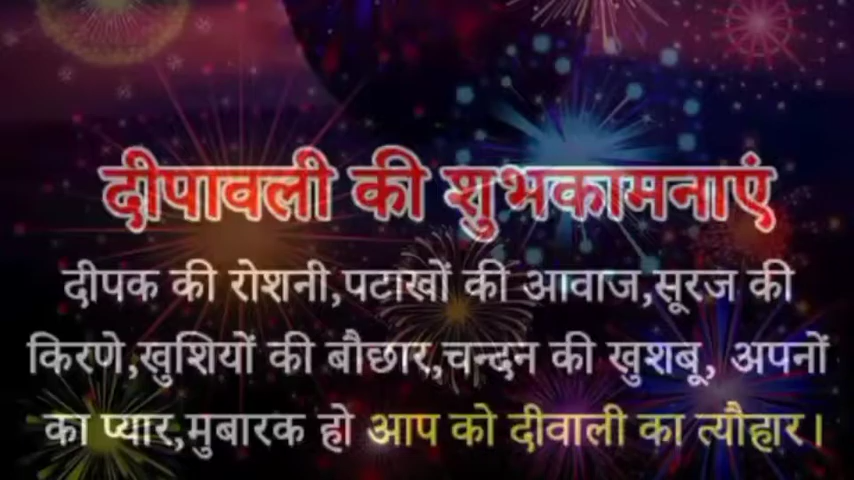 दीपावली की शुभकामनाएं
दीपक की रोशनी,पटाखों की आवाज,सूरज की
किरणे,खुशियों की बौछार,चन्दन की खुशबू, अपनों
का प्यार,मुबारक हो आप को दीवाली का त्यौहार।